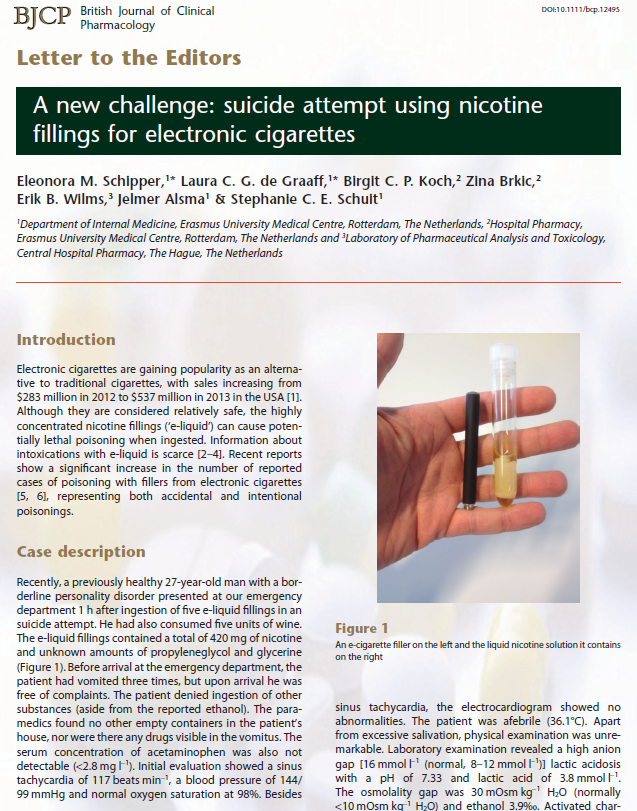 BJCP British Journal of Clinical
Pharmacology
DOI:10.1111/bcp.12495
Letter to the Editors
A new challenge: suicide attempt using nicotine
fillings for electronic cigarettes
Eleonora M. Schipper,¹* Laura C. G. de Graaff,¹* Birgit C. P. Koch,² Zina Brkic,²
Erik B. Wilms,³ Jelmer Alsma¹ & Stephanie C. E. Schuit¹
¹Department of Internal Medicine, Erasmus University Medical Centre, Rotterdam, The Netherlands, ²Hospital Pharmacy,
Erasmus University Medical Centre, Rotterdam, The Netherlands and ³Laboratory of Pharmaceutical Analysis and Toxicology,
Central Hospital Pharmacy, The Hague, The Netherlands
Introduction
Electronic cigarettes are gaining popularity as an alterna-
tive to traditional cigarettes, with sales increasing from
$283 million in 2012 to $537 million in 2013 in the USA [1].
Although they are considered relatively safe, the highly
concentrated nicotine fillings (‘e-liquid’) can cause poten-
tially lethal poisoning when ingested. Information about
intoxications with e-liquid is scarce [2–4]. Recent reports
show a significant increase in the number of reported
cases of poisoning with fillers from electronic cigarettes
[5, 6], representing both accidental and intentional
poisonings.
Case description
Recently, a previously healthy 27-year-old man with a bor-
derline personality disorder presented at our emergency
department 1 h after ingestion of five e-liquid fillings in an
suicide attempt. He had also consumed five units of wine.
The e-liquid fillings contained a total of 420 mg of nicotine
and unknown amounts of propyleneglycol and glycerine
(Figure 1). Before arrival at the emergency department, the
patient had vomited three times, but upon arrival he was
free of complaints. The patient denied ingestion of other
substances (aside from the reported ethanol). The para-
medics found no other empty containers in the patient’s
house, nor were there any drugs visible in the vomitus. The
serum concentration of acetaminophen was also not
detectable (<2.8 mg l⁻¹). Initial evaluation showed a sinus
tachycardia of 117 beats min⁻¹, a blood pressure of 144/
99 mmHg and normal oxygen saturation at 98%. Besides
Figure 1
An e-cigarette filler on the left and the liquid nicotine solution it contains
on the right
sinus tachycardia, the electrocardiogram showed no
abnormalities. The patient was afebrile (36.1°C). Apart
from excessive salivation, physical examination was unre-
markable. Laboratory examination revealed a high anion
gap [16 mmol l⁻¹ (normal, 8–12 mmol l⁻¹)] lactic acidosis
with a pH of 7.33 and lactic acid of 3.8 mmol l⁻¹.
The osmolality gap was 30 mOsm kg⁻¹ H₂O (normally
<10 mOsm kg⁻¹ H₂O) and ethanol 3.9‰. Activated char-